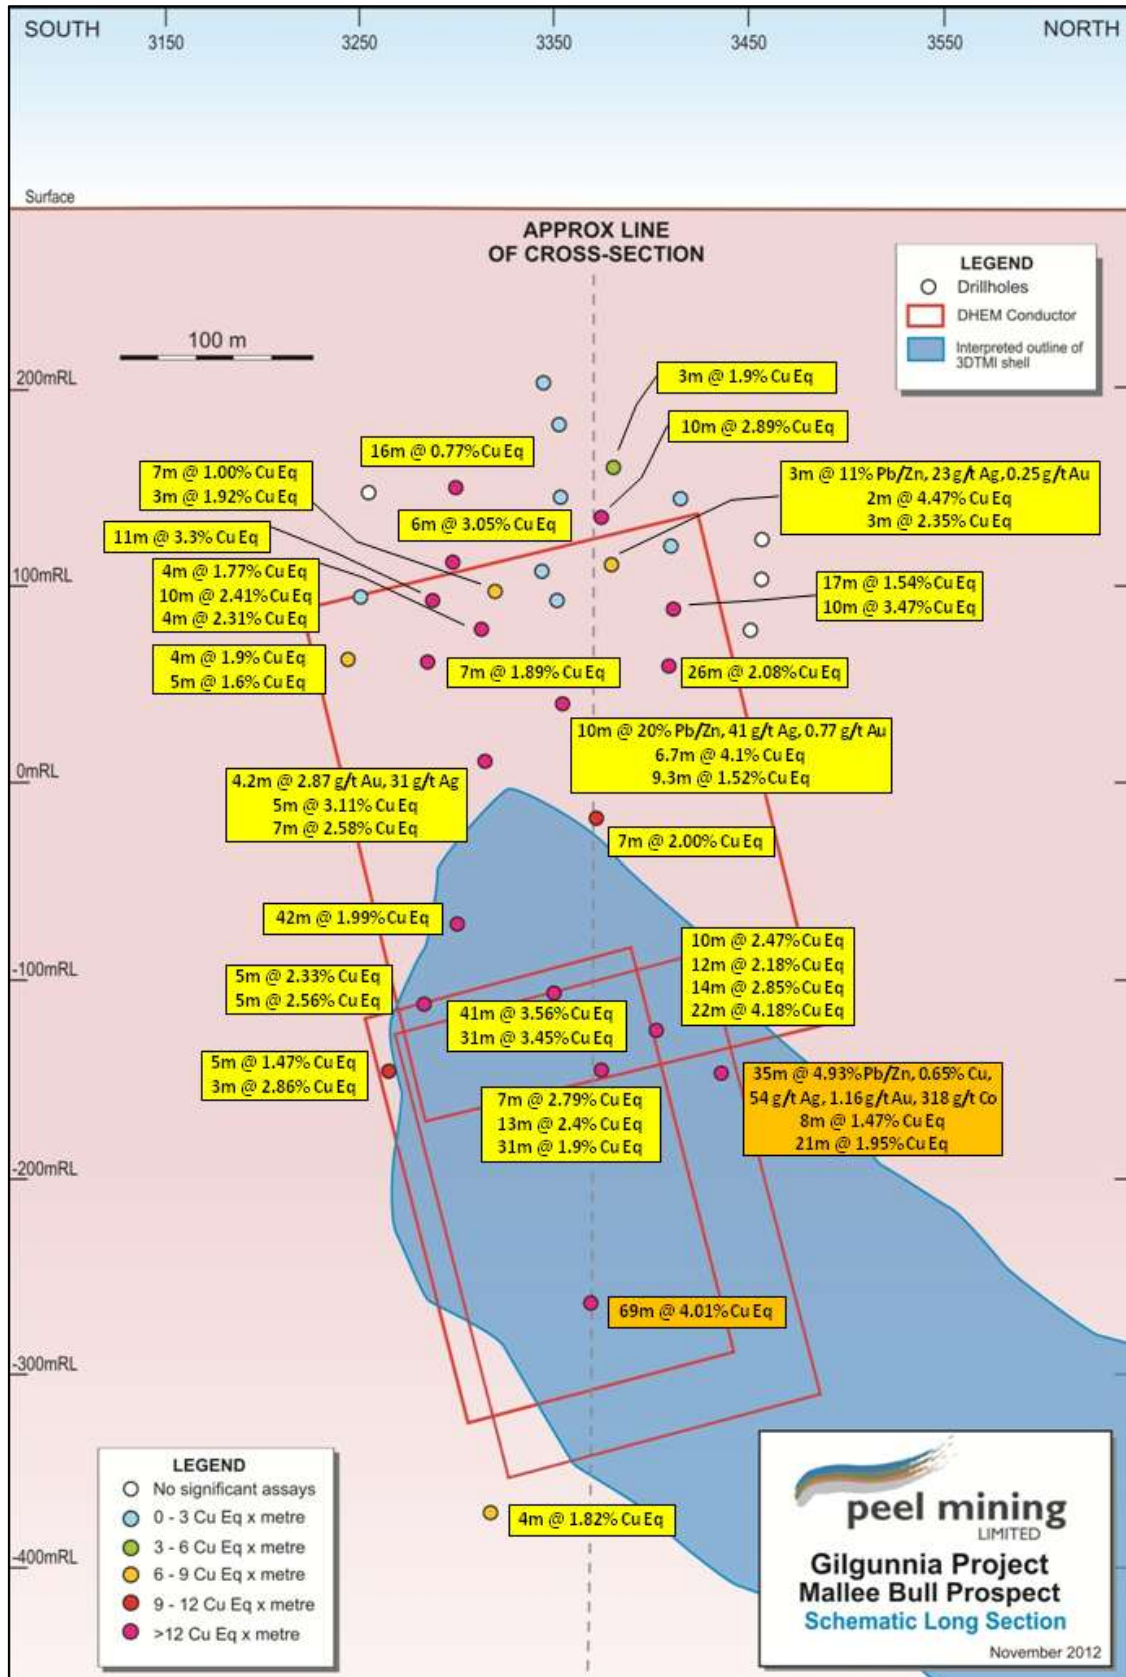 SOUTH
3150
3250
3350
3450
3550
NORTH
Surface
APPROX LINE
OF CROSS-SECTION
LEGEND
Drillholes
DHEM Conductor
Interpreted outline of
3DTMI shell
100 m
200mRL
3m @ 1.9% Cu Eq
10m @ 2.89% Cu Eq
16m @ 0.77% Cu Eq
7m @ 1.00% Cu Eq
3m @ 1.92% Cu Eq
3m @ 11% Pb/Zn, 23 g/t Ag, 0.25 g/t Au
2m @ 4.47% Cu Eq
3m @ 2.35% Cu Eq
6m @ 3.05% Cu Eq
11m @ 3.3% Cu Eq
100mRL
4m @ 1.77% Cu Eq
10m @ 2.41% Cu Eq
4m @ 2.31% Cu Eq
17m @ 1.54% Cu Eq
10m @ 3.47% Cu Eq
4m @ 1.9% Cu Eq
5m @ 1.6% Cu Eq
7m @ 1.89% Cu Eq
26m @ 2.08% Cu Eq
10m @ 20% Pb/Zn, 41 g/t Ag, 0.77 g/t Au
6.7m @ 4.1% Cu Eq
9.3m @ 1.52% Cu Eq
0mRL
4.2m @ 2.87 g/t Au, 31 g/t Ag
5m @ 3.11% Cu Eq
7m @ 2.58% Cu Eq
7m @ 2.00% Cu Eq
42m @ 1.99% Cu Eq
10m @ 2.47% Cu Eq
12m @ 2.18% Cu Eq
14m @ 2.85% Cu Eq
22m @ 4.18% Cu Eq
-100mRL
5m @ 2.33% Cu Eq
5m @ 2.56% Cu Eq
41m @ 3.56% Cu Eq
31m @ 3.45% Cu Eq
5m @ 1.47% Cu Eq
3m @ 2.86% Cu Eq
35m @ 4.93% Pb/Zn, 0.65% Cu,
54 g/t Ag, 1.16 g/t Au, 318 g/t Co
8m @ 1.47% Cu Eq
21m @ 1.95% Cu Eq
7m @ 2.79% Cu Eq
13m @ 2.4% Cu Eq
31m @ 1.9% Cu Eq
-200mRL
69m @ 4.01% Cu Eq
-300mRL
LEGEND
No significant assays
0 - 3 Cu Eq x metre
3 - 6 Cu Eq x metre
6 - 9 Cu Eq x metre
9 - 12 Cu Eq x metre
>12 Cu Eq x metre
4m @ 1.82% Cu Eq
-400mRL
peel mining
LIMITED
Gilgunnia Project
Mallee Bull Prospect
Schematic Long Section
November 2012